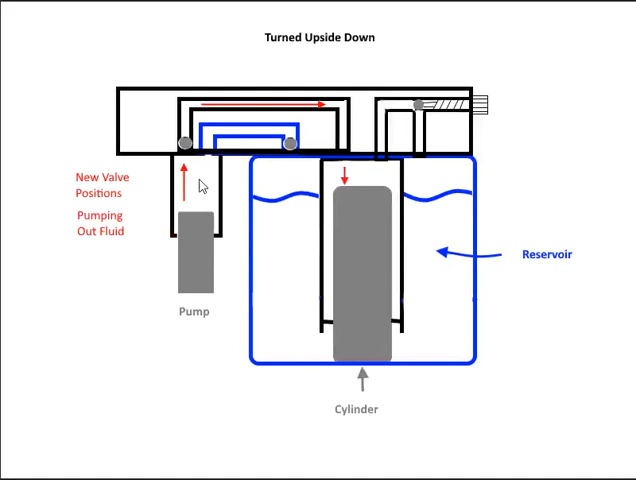 Turned Upside Down
New Valve
Positions
Pumping
Out Fluid
Reservoir
Pump
Cylinder